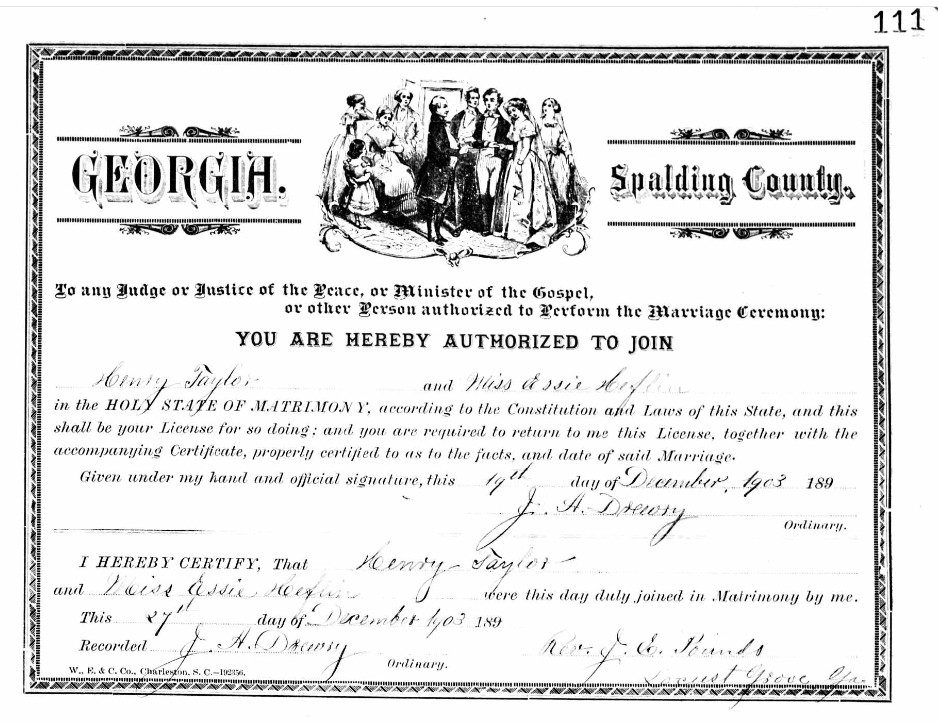 111
GEORGIA.
Spalding County.
To any Judge or Justice of the Peace, or Minister of the Gospel,
or other Person authorized to Perform the Marriage Ceremony:
YOU ARE HEREBY AUTHORIZED TO JOIN
Henry Taylor and Miss Essie Heflin
in the HOLY STATE OF MATRIMONY, according to the Constitution and Laws of this State, and this
shall be your License for so doing; and you are required to return to me this License, together with the
accompanying Certificate, properly certified to as to the facts, and date of said Marriage.
Given under my hand and official signature, this 19th day of December, 1903 189
J. A. Drewry
Ordinary.
I HEREBY CERTIFY, That Henry Taylor
and Miss Essie Heflin were this day duly joined in Matrimony by me.
This 27th day of December 1903 189
Recorded J. A. Drewry Ordinary. Rev. J. E. Pounds
W., E. & C. Co., Charleston, S. C.—192356. Locust Grove Ga